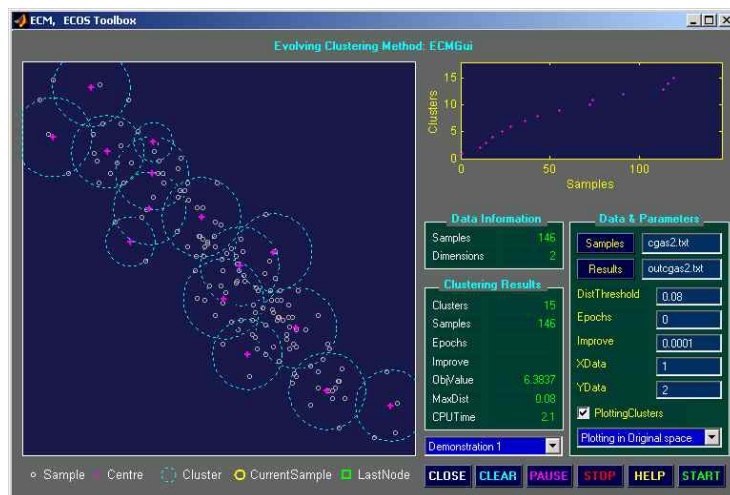 ECM, ECOS Toolbox
Evolving Clustering Method: ECMGui
Clusters
15
10
5
0
0
100
Samples
Data Information
Samples 146
Dimensions 2
Clustering Results
Clusters 15
Samples 146
Epochs
Improve
ObjValue 6.3837
MaxDist 0.08
CPUTime 2.1
Demonstration 1
Data & Parameters
Samples cgas2.txt
Results outcgas2.txt
DistThreshold 0.08
Epochs 0
Improve 0.0001
XData 1
YData 2
PlottingClusters
Plotting in Original space
Sample Centre Cluster CurrentSample LastNode
CLOSE CLEAR PAUSE STOP HELP START